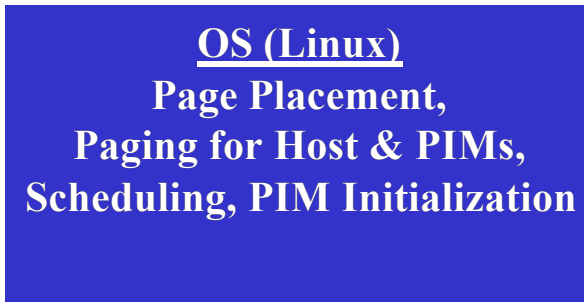 OS (Linux)
Page Placement,
Paging for Host & PIMs,
Scheduling, PIM Initialization